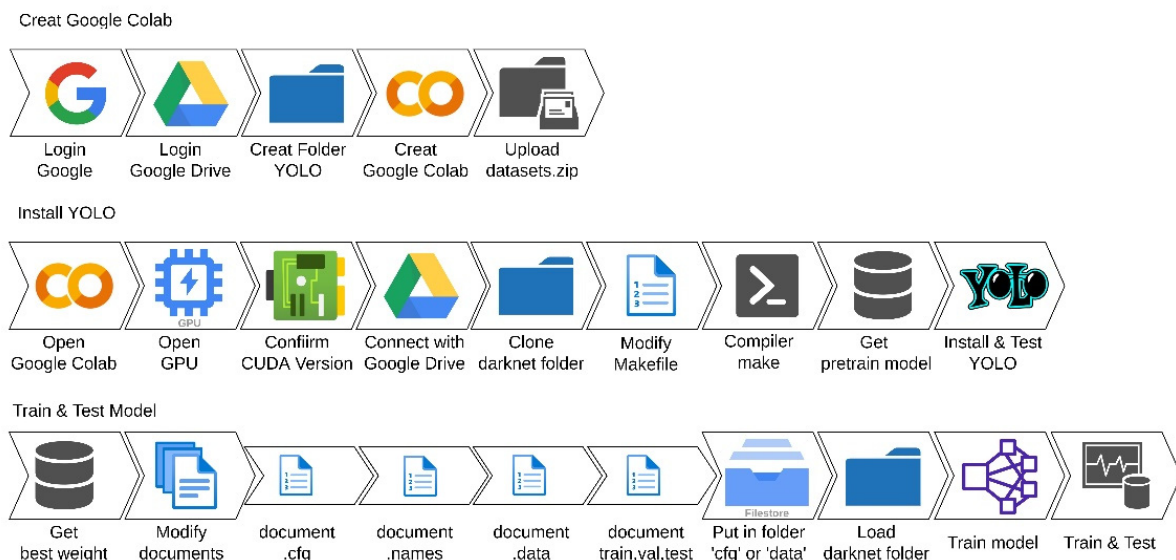 Creat Google Colab
Login
Google
Login
Google Drive
Creat Folder
YOLO
Creat
Google Colab
Upload
datasets.zip
Install YOLO
GPU
YOLO
Open
Google Colab
Open
GPU
Confiirm
CUDA Version
Connect with
Google Drive
Clone
darknet folder
Modify
Makefile
Compiler
make
Get
pretrain model
Install & Test
YOLO
Train & Test Model
Filestore
Get
best weight
Modify
documents
document
.cfg
document
.names
document
.data
document
train,val,test
Put in folder
'cfg' or 'data'
Load
darknet folder
Train model
Train & Test